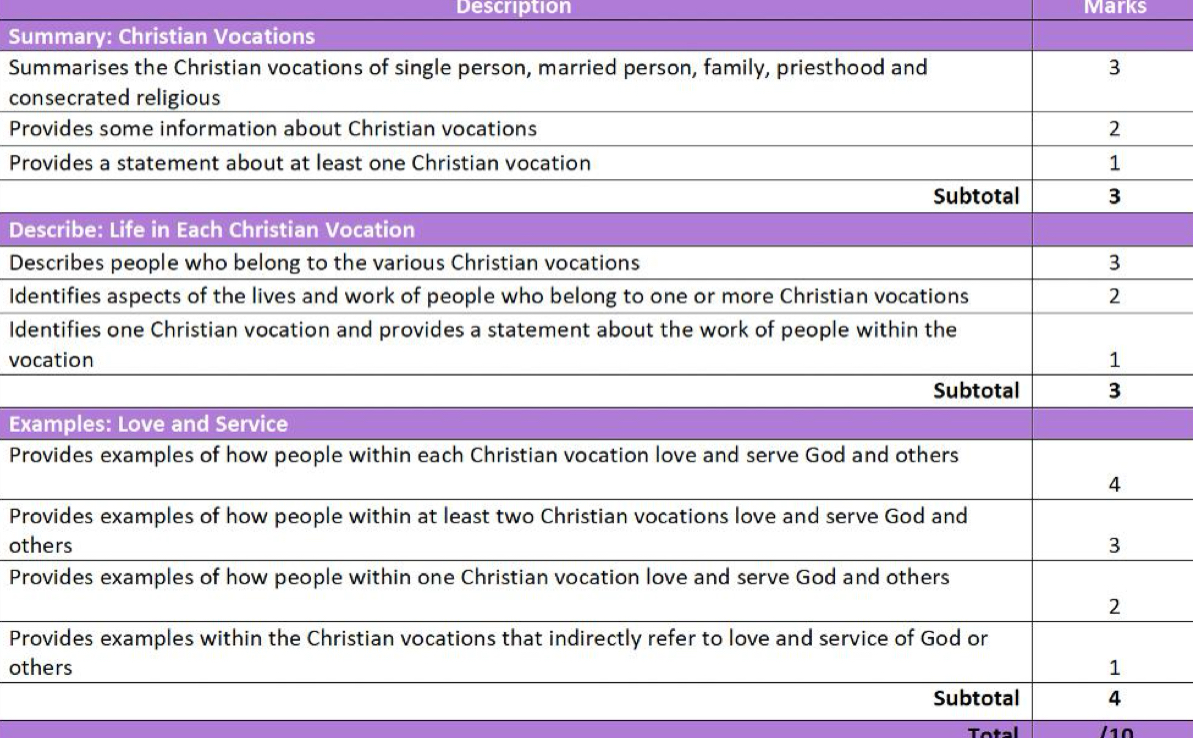 Description Marks
Summary: Christian Vocations
Summarises the Christian vocations of single person, married person, family, priesthood and 3
consecrated religious
Provides some information about Christian vocations 2
Provides a statement about at least one Christian vocation 1
Subtotal 3
Describe: Life in Each Christian Vocation
Describes people who belong to the various Christian vocations 3
Identifies aspects of the lives and work of people who belong to one or more Christian vocations 2
Identifies one Christian vocation and provides a statement about the work of people within the
vocation 1
Subtotal 3
Examples: Love and Service
Provides examples of how people within each Christian vocation love and serve God and others
4
Provides examples of how people within at least two Christian vocations love and serve God and
others 3
Provides examples of how people within one Christian vocation love and serve God and others
2
Provides examples within the Christian vocations that indirectly refer to love and service of God or
others 1
Subtotal 4
Total /10